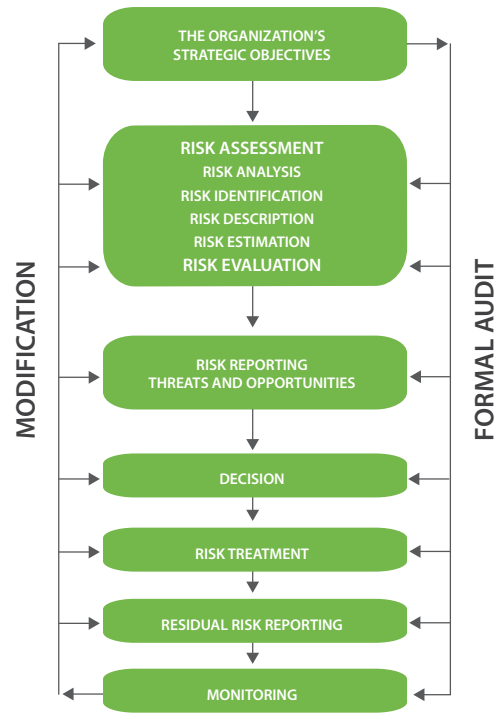 THE ORGANIZATION'S
STRATEGIC OBJECTIVES
RISK ASSESSMENT
RISK ANALYSIS
RISK IDENTIFICATION
RISK DESCRIPTION
RISK ESTIMATION
RISK EVALUATION
RISK REPORTING
THREATS AND OPPORTUNITIES
DECISION
RISK TREATMENT
RESIDUAL RISK REPORTING
MONITORING
MODIFICATION
FORMAL AUDIT